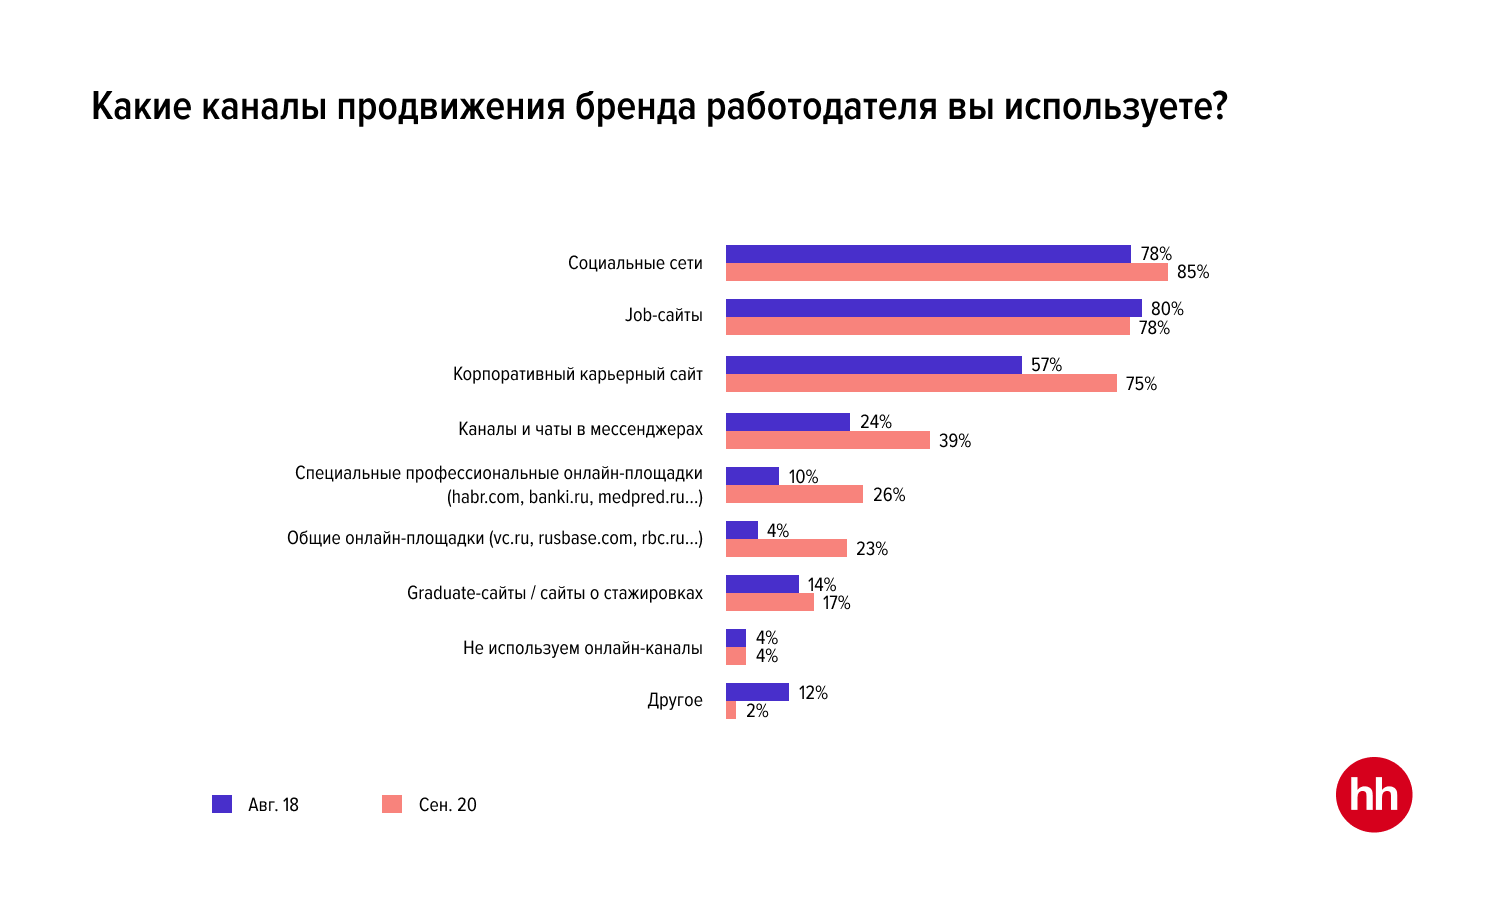 Какие каналы продвижения бренда работодателя вы используете?
Социальные сети
78%
85%
Job-сайты
80%
78%
Корпоративный карьерный сайт
57%
75%
Каналы и чаты в мессенджерах
24%
39%
Специальные профессиональные онлайн-площадки
(habr.com, banki.ru, medpred.ru...)
10%
26%
Общие онлайн-площадки (vc.ru, rusbase.com, rbc.ru...)
4%
23%
Graduate-сайты / сайты о стажировках
14%
17%
Не используем онлайн-каналы
4%
4%
Другое
12%
2%
Авг. 18
Сен. 20
hh